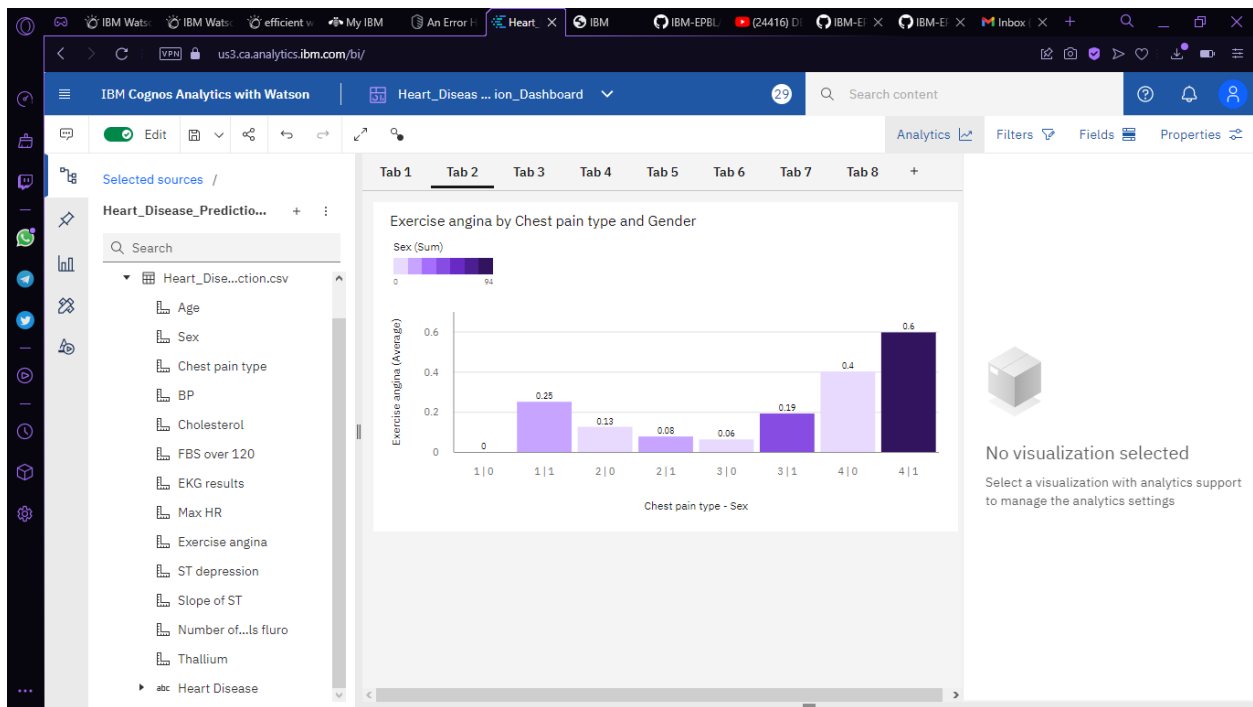 IBM Wats
IBM Wats
efficient w
My IBM
An Error H
Heart_
IBM
IBM-EPBL/
(24416) D
IBM-EF
IBM-EF
Inbox (
VPN
us3.ca.analytics.ibm.com/bi/
IBM Cognos Analytics with Watson
Heart_Diseas ... ion_Dashboard
29
Search content
Edit
Analytics
Filters
Fields
Properties
Selected sources /
Heart_Disease_Predictio...
Search
Heart_Dise...ction.csv
Age
Sex
Chest pain type
BP
Cholesterol
FBS over 120
EKG results
Max HR
Exercise angina
ST depression
Slope of ST
Number of...ls fluro
Thallium
abc Heart Disease
Tab 1 Tab 2 Tab 3 Tab 4 Tab 5 Tab 6 Tab 7 Tab 8 +
Exercise angina by Chest pain type and Gender
Sex (Sum)
0 94
Exercise angina (Average)
0.6
0.4
0.2
0
0
0.25
0.13
0.08
0.06
0.19
0.4
0.6
1|0 1|1 2|0 2|1 3|0 3|1 4|0 4|1
Chest pain type - Sex
No visualization selected
Select a visualization with analytics support
to manage the analytics settings